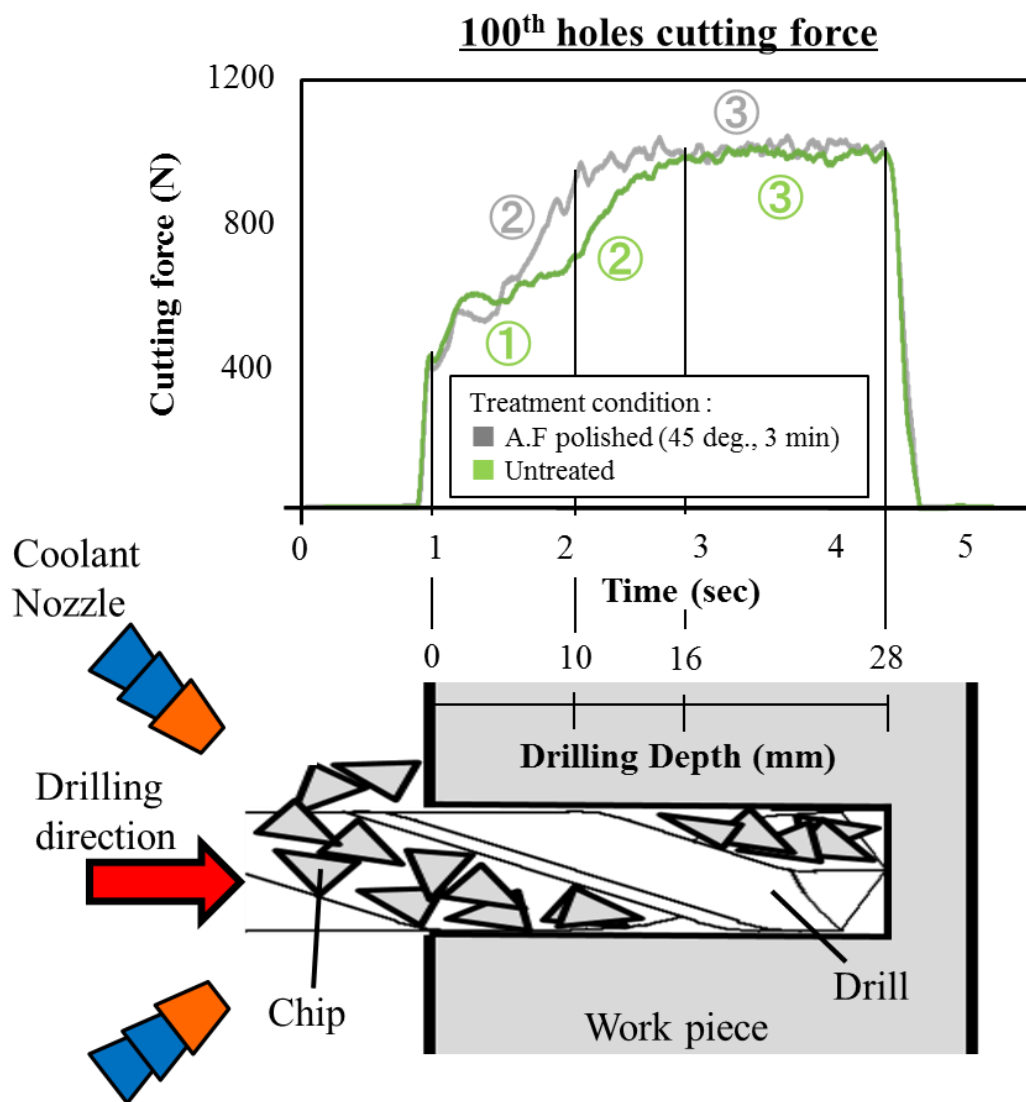 100th holes cutting force
1200
800
400
Cutting force (N)
③
②
③
②
①
Treatment condition :
A.F polished (45 deg., 3 min)
Untreated
0 1 2 3 4 5
Time (sec)
Coolant
Nozzle
0 10 16 28
Drilling Depth (mm)
Drilling
direction
Chip
Drill
Work piece